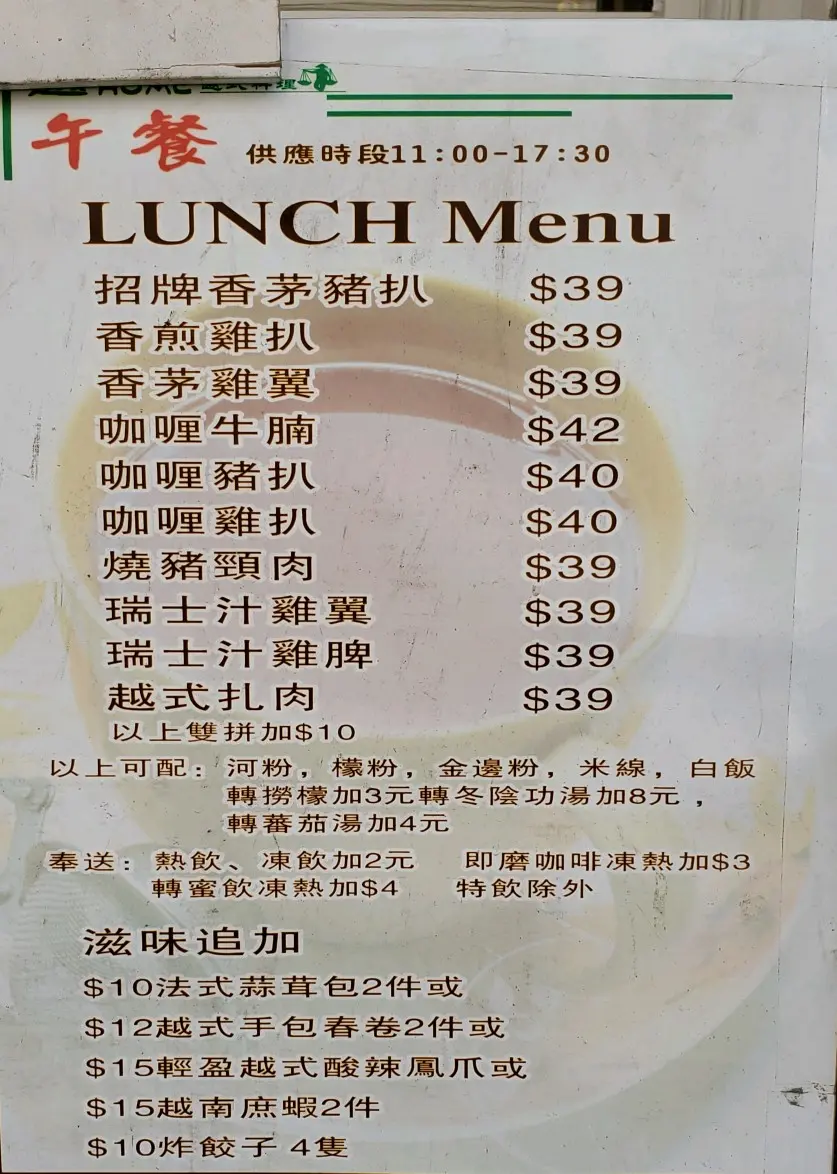 HOME 越式料理
午餐 供應時段11:00-17:30
LUNCH Menu
招牌香茅豬扒 $39
香煎雞扒 $39
香茅雞翼 $39
咖喱牛腩 $42
咖喱豬扒 $40
咖喱雞扒 $40
燒豬頸肉 $39
瑞士汁雞翼 $39
瑞士汁雞脾 $39
越式扎肉 $39
以上雙拼加$10
以上可配：河粉，檬粉，金邊粉，米線，白飯
轉撈檬加3元轉冬陰功湯加8元，
轉蕃茄湯加4元
奉送：熱飲、凍飲加2元 即磨咖啡凍熱加$3
轉蜜飲凍熱加$4 特飲除外
滋味追加
$10法式蒜茸包2件或
$12越式手包春卷2件或
$15輕盈越式酸辣鳳爪或
$15越南庶蝦2件
$10炸餃子 4隻